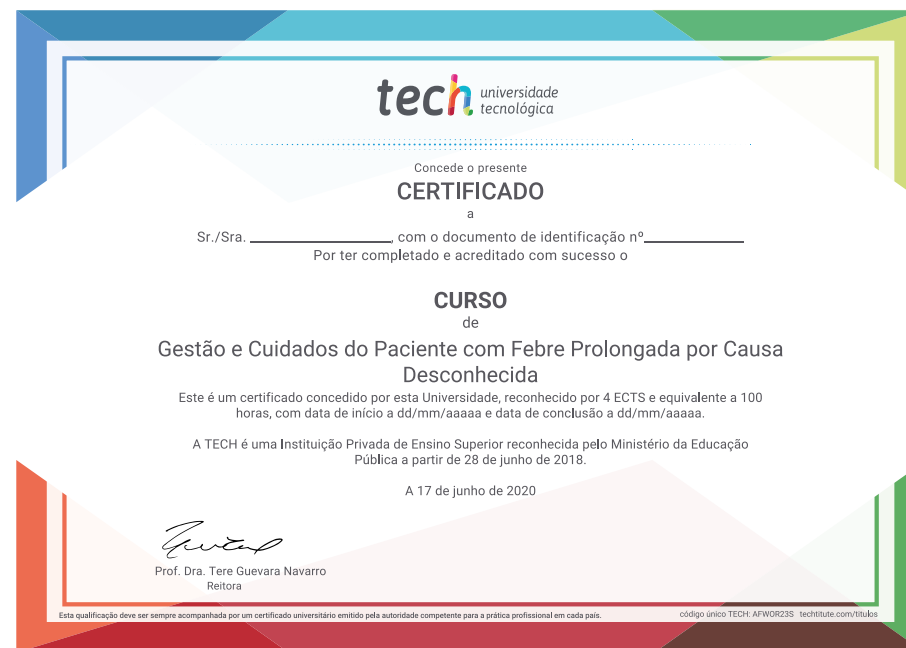 tech universidade
tecnológica
Concede o presente
CERTIFICADO
a
Sr./Sra. ____________________, com o documento de identificação nº______________
Por ter completado e acreditado com sucesso o
CURSO
de
Gestão e Cuidados do Paciente com Febre Prolongada por Causa
Desconhecida
Este é um certificado concedido por esta Universidade, reconhecido por 4 ECTS e equivalente a 100
horas, com data de início a dd/mm/aaaaa e data de conclusão a dd/mm/aaaaa.
A TECH é uma Instituição Privada de Ensino Superior reconhecida pelo Ministério da Educação
Pública a partir de 28 de junho de 2018.
A 17 de junho de 2020
Prof. Dra. Tere Guevara Navarro
Reitora
Esta qualificação deve ser sempre acompanhada por um certificado universitário emitido pela autoridade competente para a prática profissional em cada país.
código único TECH: AFWOR23S techtitute.com/titulos